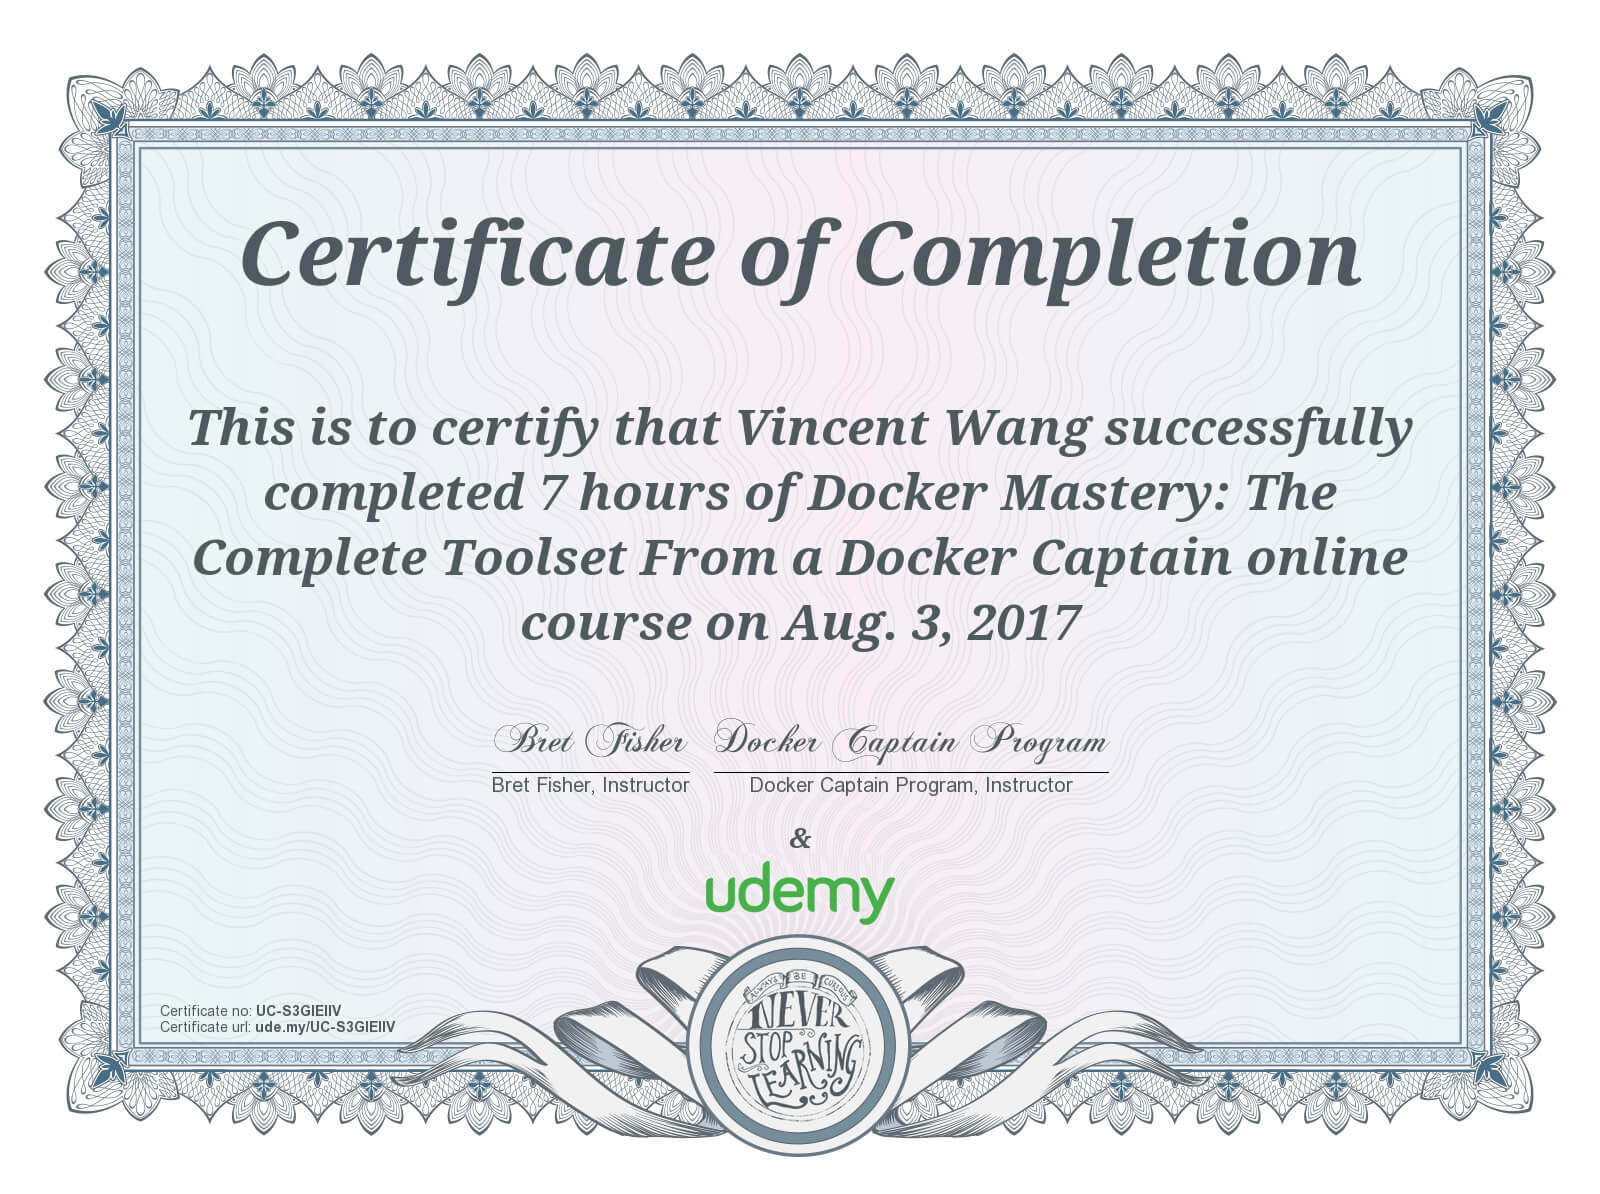 Certificate of Completion
This is to certify that Vincent Wang successfully
completed 7 hours of Docker Mastery: The
Complete Toolset From a Docker Captain online
course on Aug. 3, 2017
Bret Fisher Docker Captain Program
Bret Fisher, Instructor Docker Captain Program, Instructor
&
udemy
ALWAYS BE CURIOUS
NEVER
STOP
LEARNING
Certificate no: UC-S3GIEIIV
Certificate url: ude.my/UC-S3GIEIIV